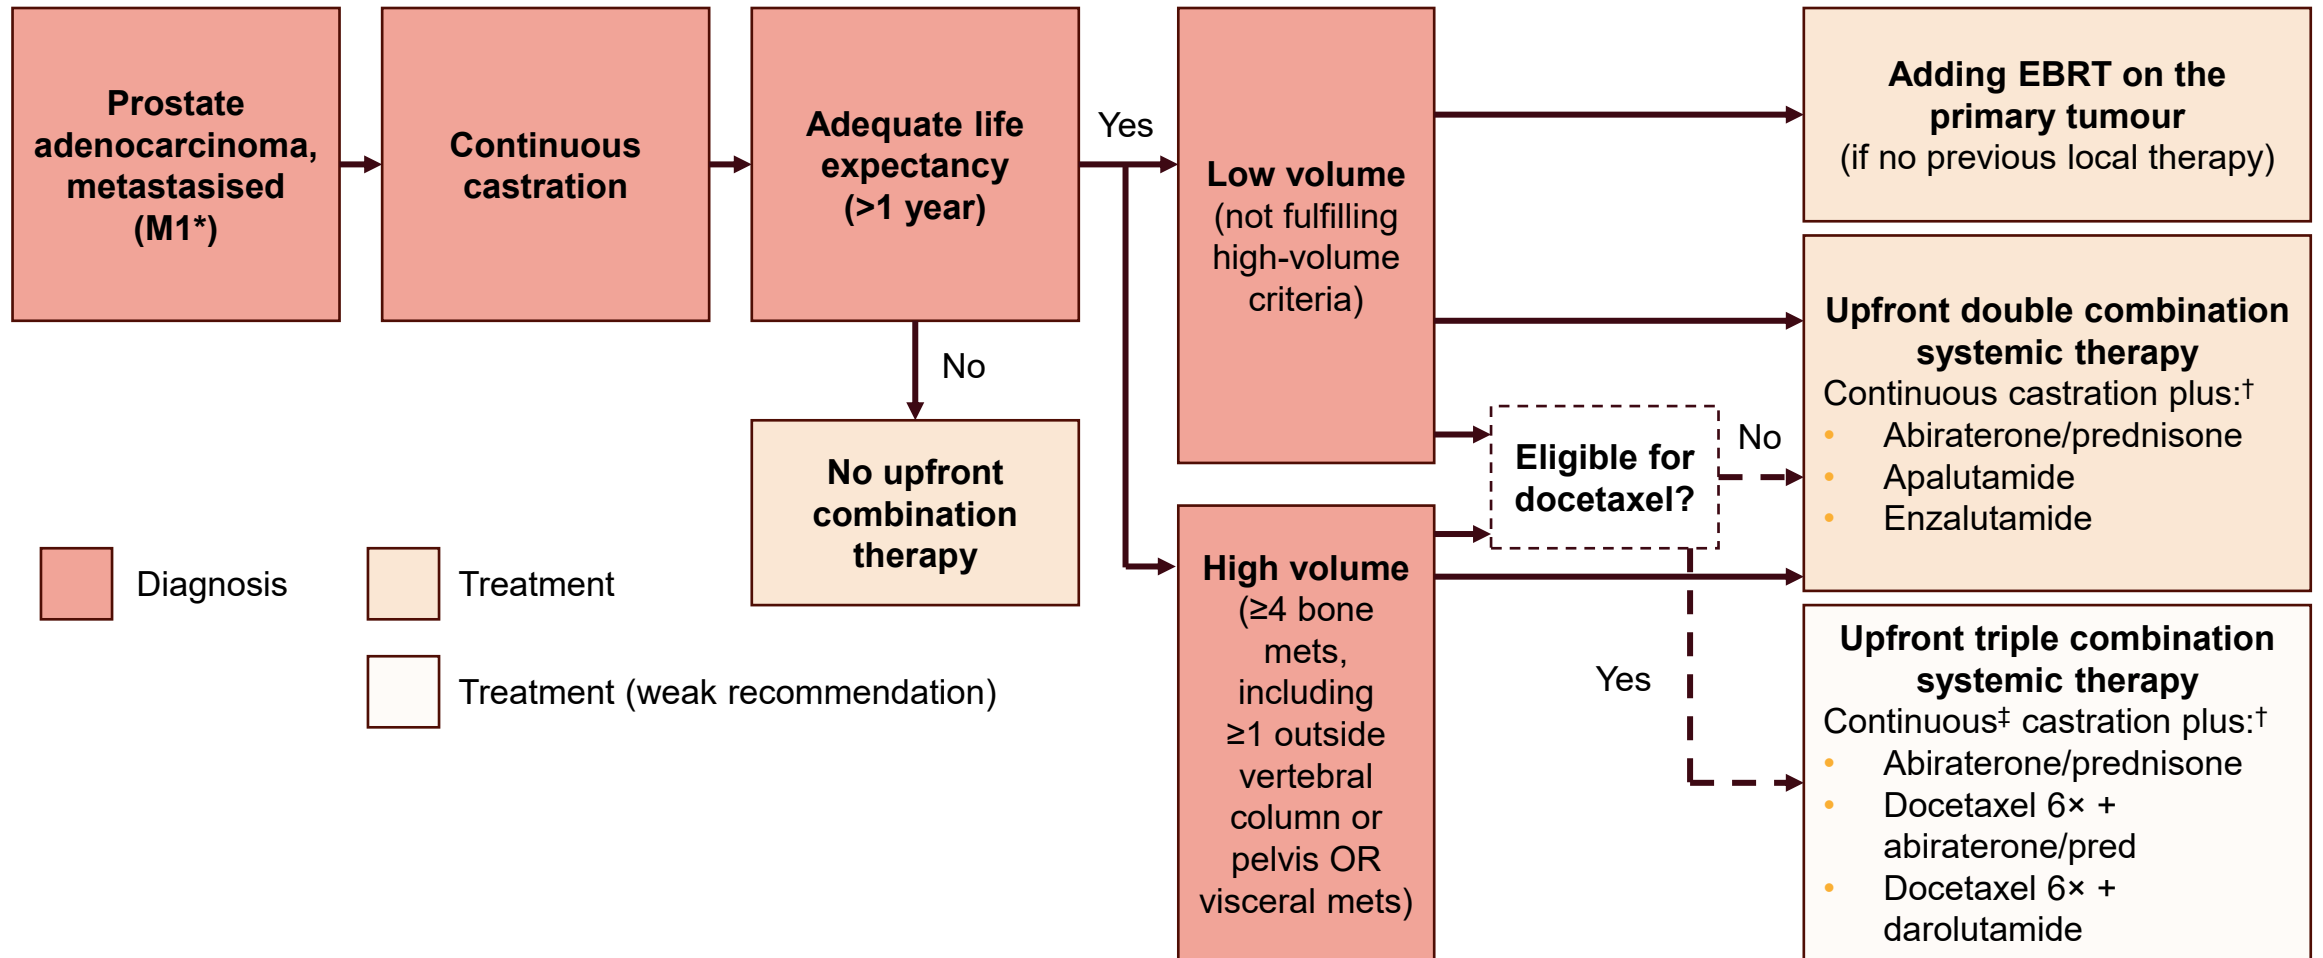 Prostate
adenocarcinoma,
metastasised
(M1*)
Continuous
castration
Adequate life
expectancy
(>1 year)
Yes
No
No upfront
combination
therapy
Low volume
(not fulfilling
high-volume
criteria)
High volume
(≥4 bone
mets,
including
≥1 outside
vertebral
column or
pelvis OR
visceral mets)
Eligible for
docetaxel?
No
Yes
Adding EBRT on the
primary tumour
(if no previous local therapy)
Upfront double combination
systemic therapy
Continuous castration plus:†
• Abiraterone/prednisone
• Apalutamide
• Enzalutamide
Upfront triple combination
systemic therapy
Continuous‡ castration plus:†
• Abiraterone/prednisone
• Docetaxel 6× +
abiraterone/pred
• Docetaxel 6× +
darolutamide
Diagnosis
Treatment
Treatment (weak recommendation)